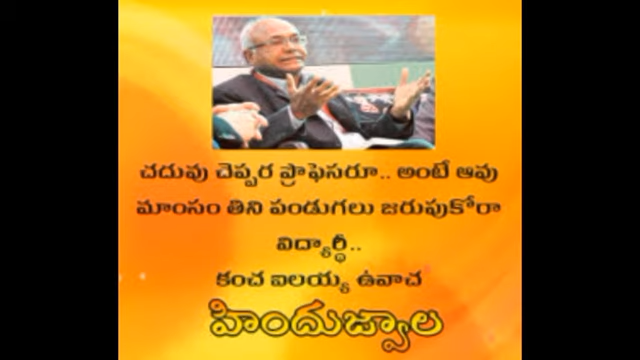 చదువు చెప్పర ప్రొఫెసరూ.. అంటే ఆవు
మాంసం తిని పండుగలు జరుపుకోరా
విద్యార్థీ..
కంచ ఐలయ్య ఉవాచ
హిందుజ్వాల